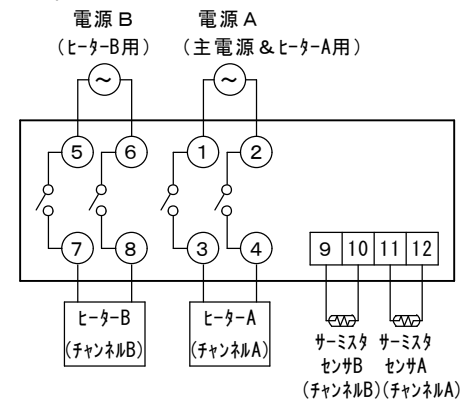 電源B 電源A
(ヒーターB用) (主電源&ヒーターA用)
5 6 1 2
7 8 3 4
9 10 11 12
ヒーターB ヒーターA
(チャンネルB) (チャンネルA)
サーミスタ サーミスタ
センサB センサA
(チャンネルB)(チャンネルA)